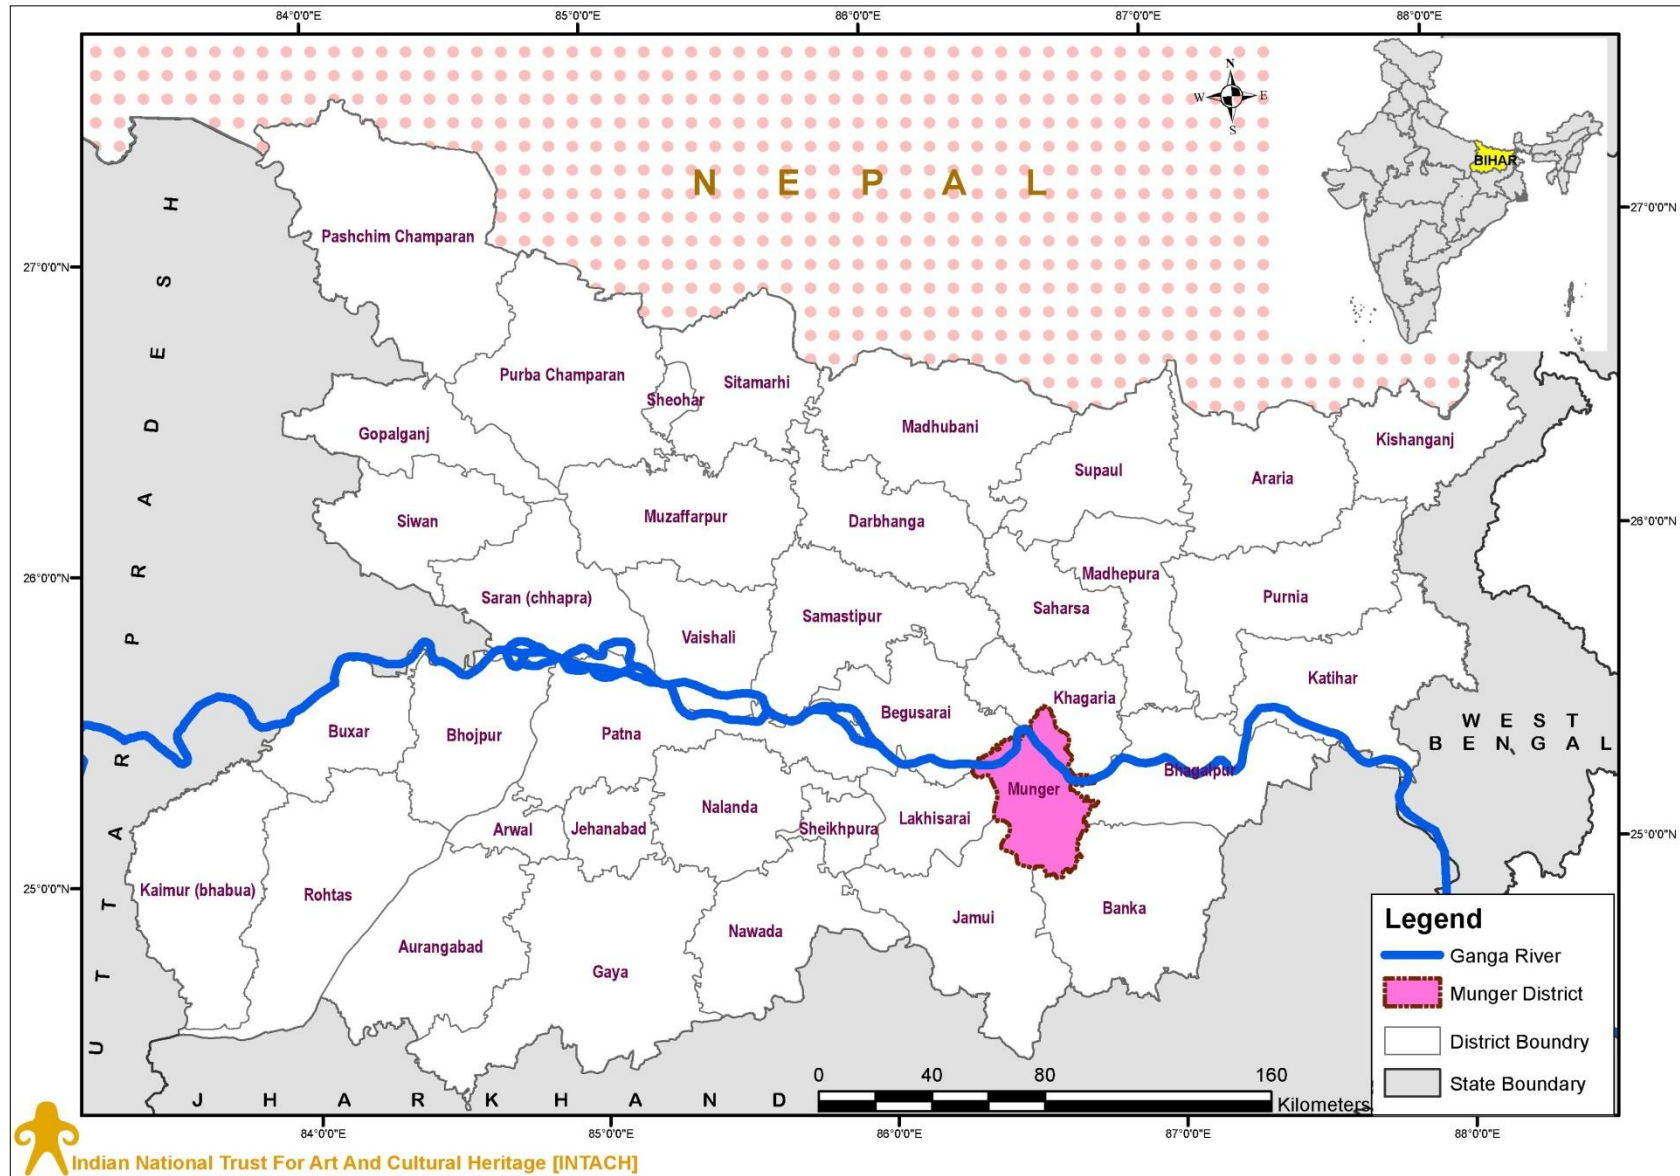 84°0'0"E 85°0'0"E 86°0'0"E 87°0'0"E 88°0'0"E
N
W E
S
BIHAR
N E P A L
27°0'0"N
27°0'0"N
UTTAR PRADESH
Pashchim Champaran
Purba Champaran
Sheohar
Sitamarhi
Madhubani
Gopalganj
Supaul
Araria
Kishanganj
Siwan
Muzaffarpur
Darbhanga
26°0'0"N
26°0'0"N
Saran (chhapra)
Vaishali
Samastipur
Saharsa
Madhepura
Purnia
Katihar
Khagaria
Begusarai
WEST
BENGAL
Buxar
Bhojpur
Patna
Munger
Bhagalpur
Nalanda
Sheikhpura
Lakhisarai
Arwal
Jehanabad
25°0'0"N
25°0'0"N
Kaimur (bhabua)
Rohtas
Aurangabad
Gaya
Nawada
Jamui
Banka
Legend
Ganga River
Munger District
District Boundry
State Boundary
0 40 80 160
Kilometers
J H A R K H A N D
84°0'0"E 85°0'0"E 86°0'0"E 87°0'0"E 88°0'0"E
Indian National Trust For Art And Cultural Heritage [INTACH]